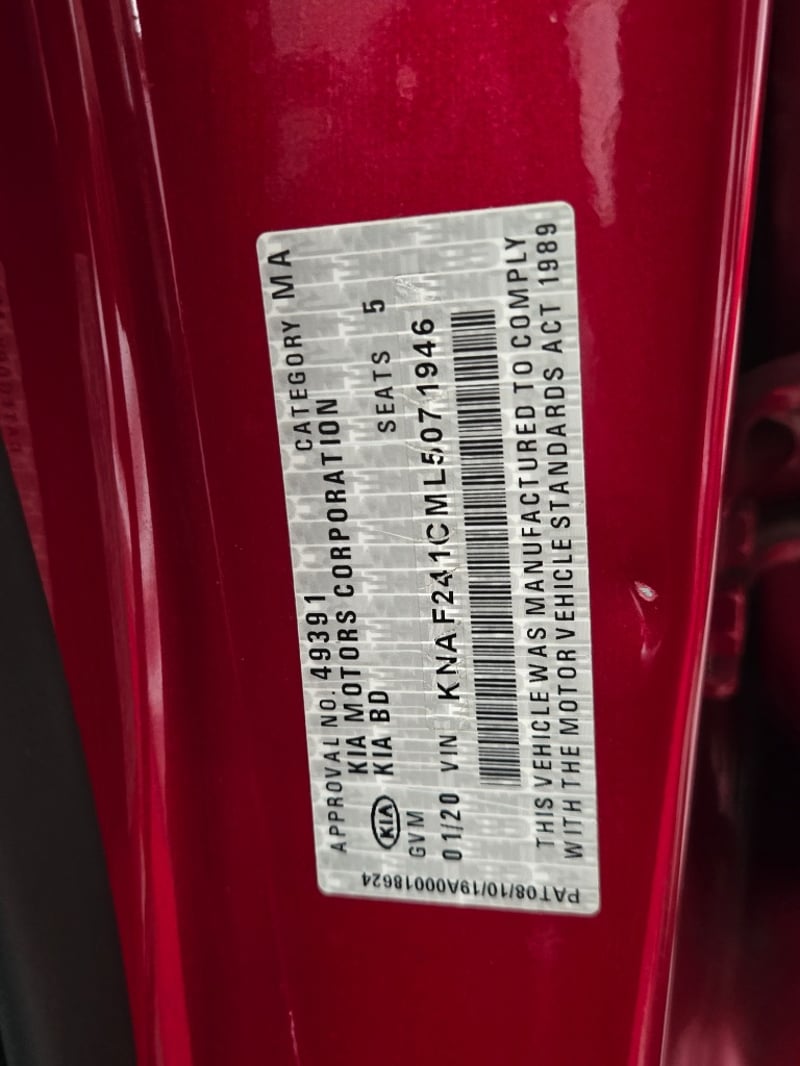 APPROVAL NO. 49391 CATEGORY MA
KIA MOTORS CORPORATION
KIA KIA BD SEATS 5
GVM
01/20 VIN KNAF241CML5071946
THIS VEHICLE WAS MANUFACTURED TO COMPLY
WITH THE MOTOR VEHICLE STANDARDS ACT 1989
PAT08/10/19A00018624